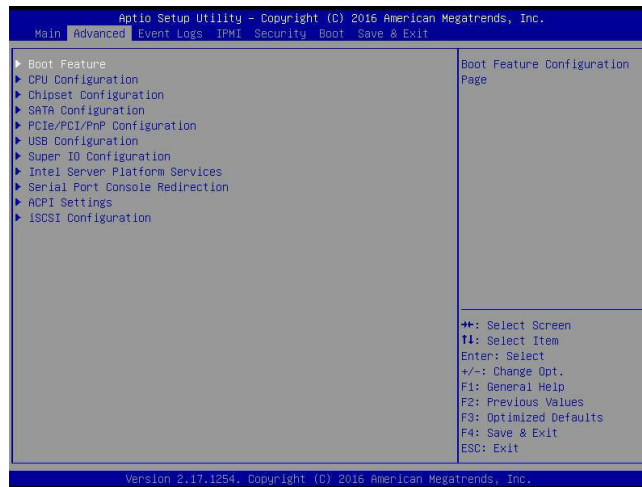 Aptio Setup Utility – Copyright (C) 2016 American Megatrends, Inc.
Main Advanced Event Logs IPMI Security Boot Save & Exit
▶ Boot Feature
▶ CPU Configuration
▶ Chipset Configuration
▶ SATA Configuration
▶ PCIe/PCI/PnP Configuration
▶ USB Configuration
▶ Super IO Configuration
▶ Intel Server Platform Services
▶ Serial Port Console Redirection
▶ ACPI Settings
▶ iSCSI Configuration
Boot Feature Configuration
Page
→←: Select Screen
↑↓: Select Item
Enter: Select
+/-: Change Opt.
F1: General Help
F2: Previous Values
F3: Optimized Defaults
F4: Save & Exit
ESC: Exit
Version 2.17.1254. Copyright (C) 2016 American Megatrends, Inc.